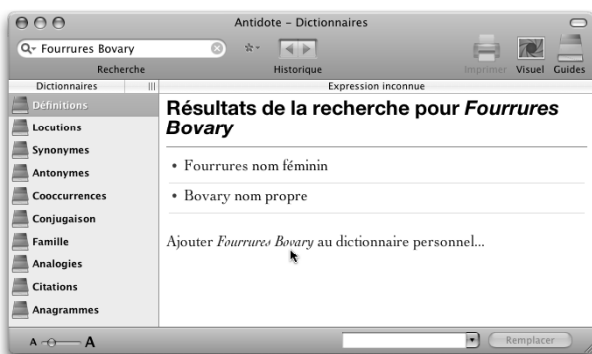 Antidote – Dictionnaires
Fourrures Bovary
Recherche
Historique
Imprimer Visuel Guides
Dictionnaires
Expression inconnue
Définitions
Locutions
Synonymes
Antonymes
Cooccurrences
Conjugaison
Famille
Analogies
Citations
Anagrammes
Résultats de la recherche pour Fourrures
Bovary
• Fourrures nom féminin
• Bovary nom propre
Ajouter Fourrures Bovary au dictionnaire personnel...
A A
Remplacer